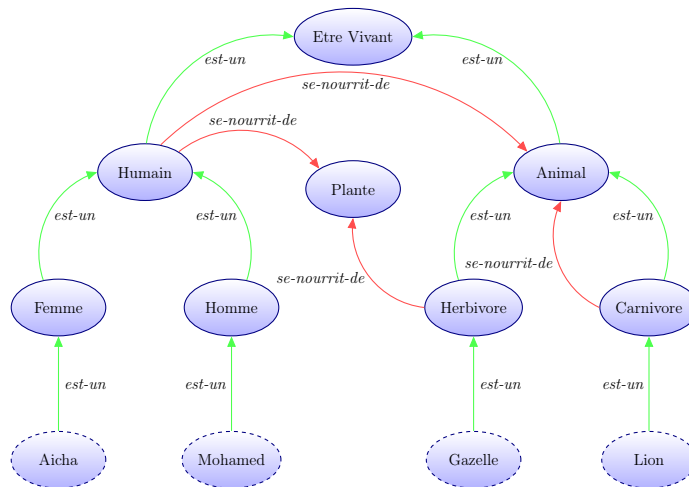 Etre Vivant
est-un
est-un
se-nourrit-de
se-nourrit-de
Humain
Plante
Animal
est-un
est-un
est-un
est-un
se-nourrit-de
se-nourrit-de
Femme
Homme
Herbivore
Carnivore
est-un
est-un
est-un
est-un
Aicha
Mohamed
Gazelle
Lion